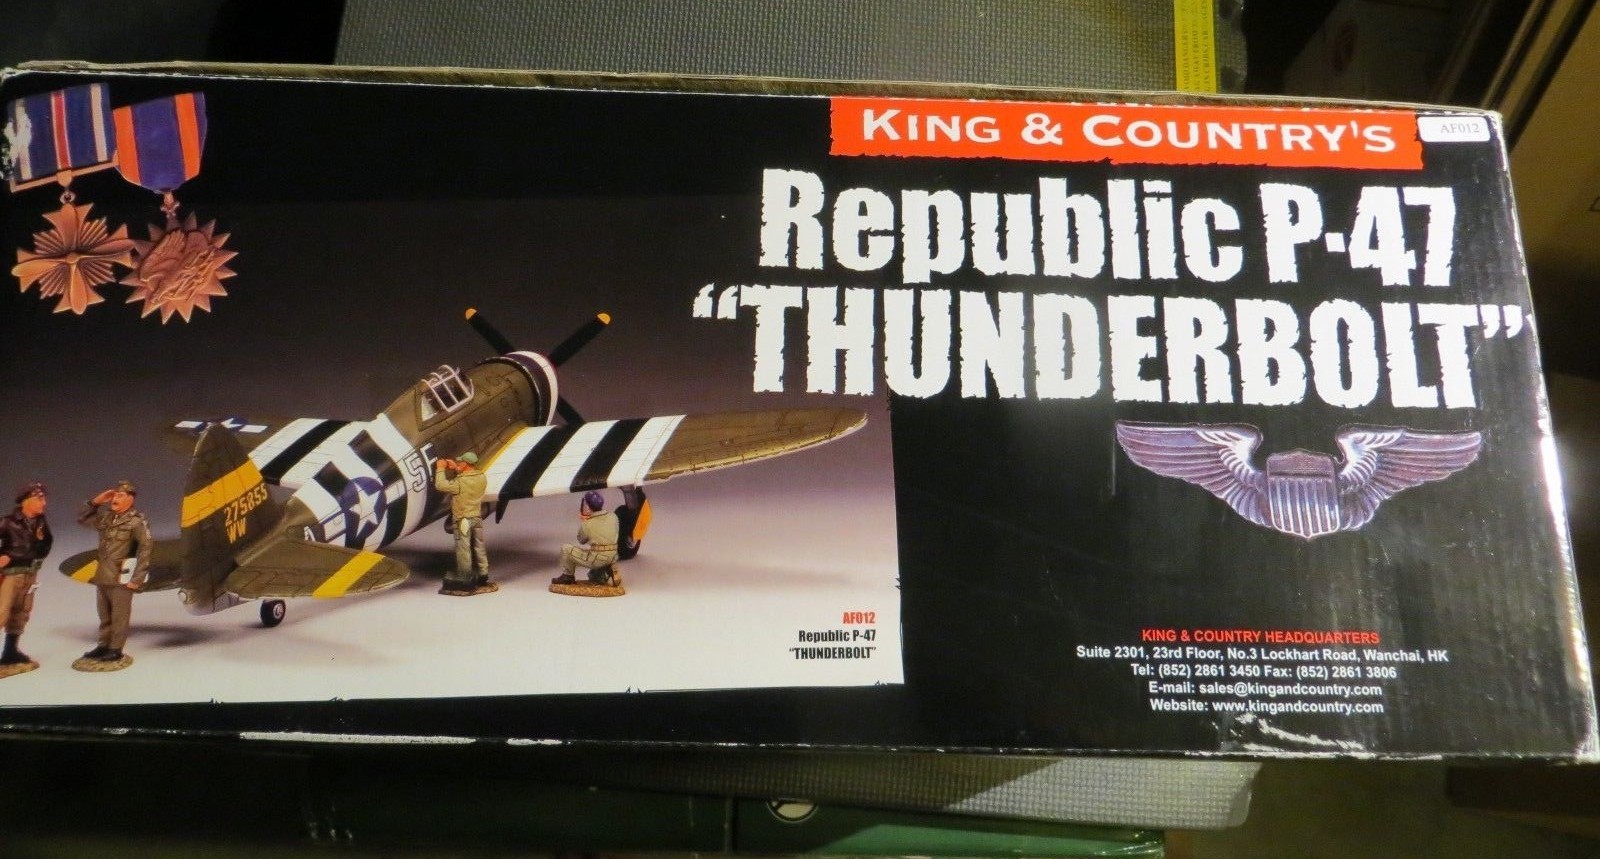 KING & COUNTRY'S
AF012
Republic P-47
"THUNDERBOLT"
275855
WW
AF012
Republic P-47
"THUNDERBOLT"
KING & COUNTRY HEADQUARTERS
Suite 2301, 23rd Floor, No.3 Lockhart Road, Wanchai, HK
Tel: (852) 2861 3450 Fax: (852) 2861 3806
E-mail: sales@kingandcountry.com
Website: www.kingandcountry.com